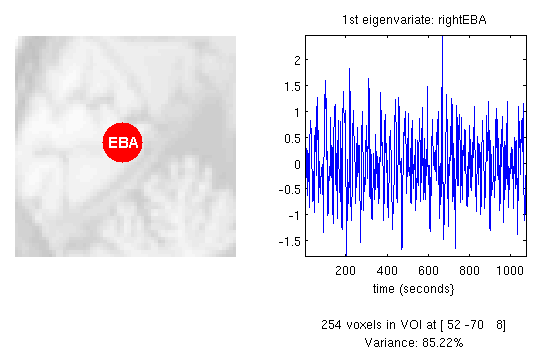 1st eigenvariate: rightEBA
EBA
2
1.5
1
0.5
0
-0.5
-1
-1.5
200 400 600 800 1000
time (seconds}
254 voxels in VOI at [ 52 -70 8]
Variance: 85.22%